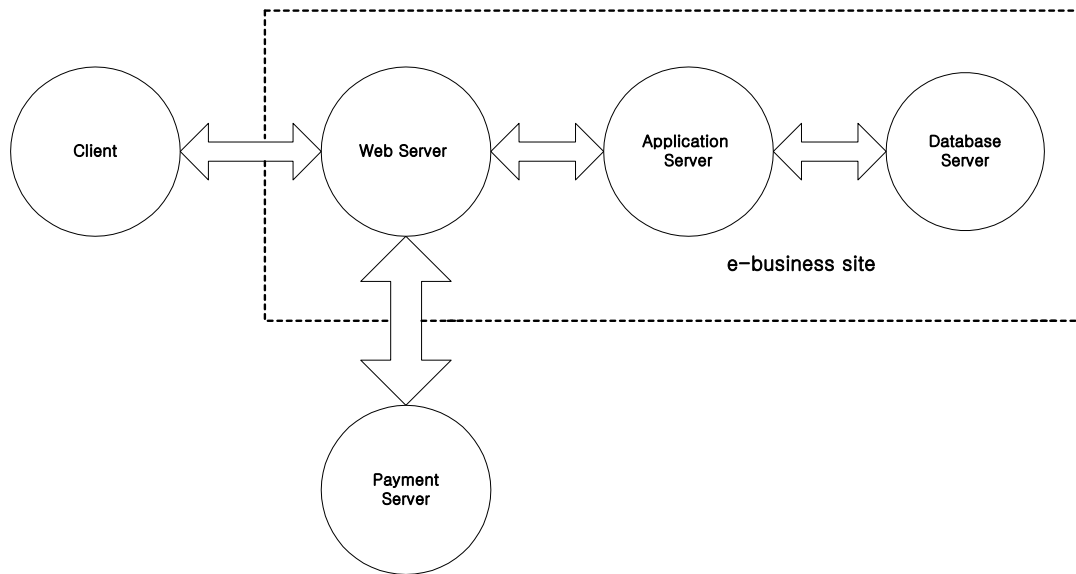 Client
Web Server
Application
Server
Database
Server
e-business site
Payment
Server